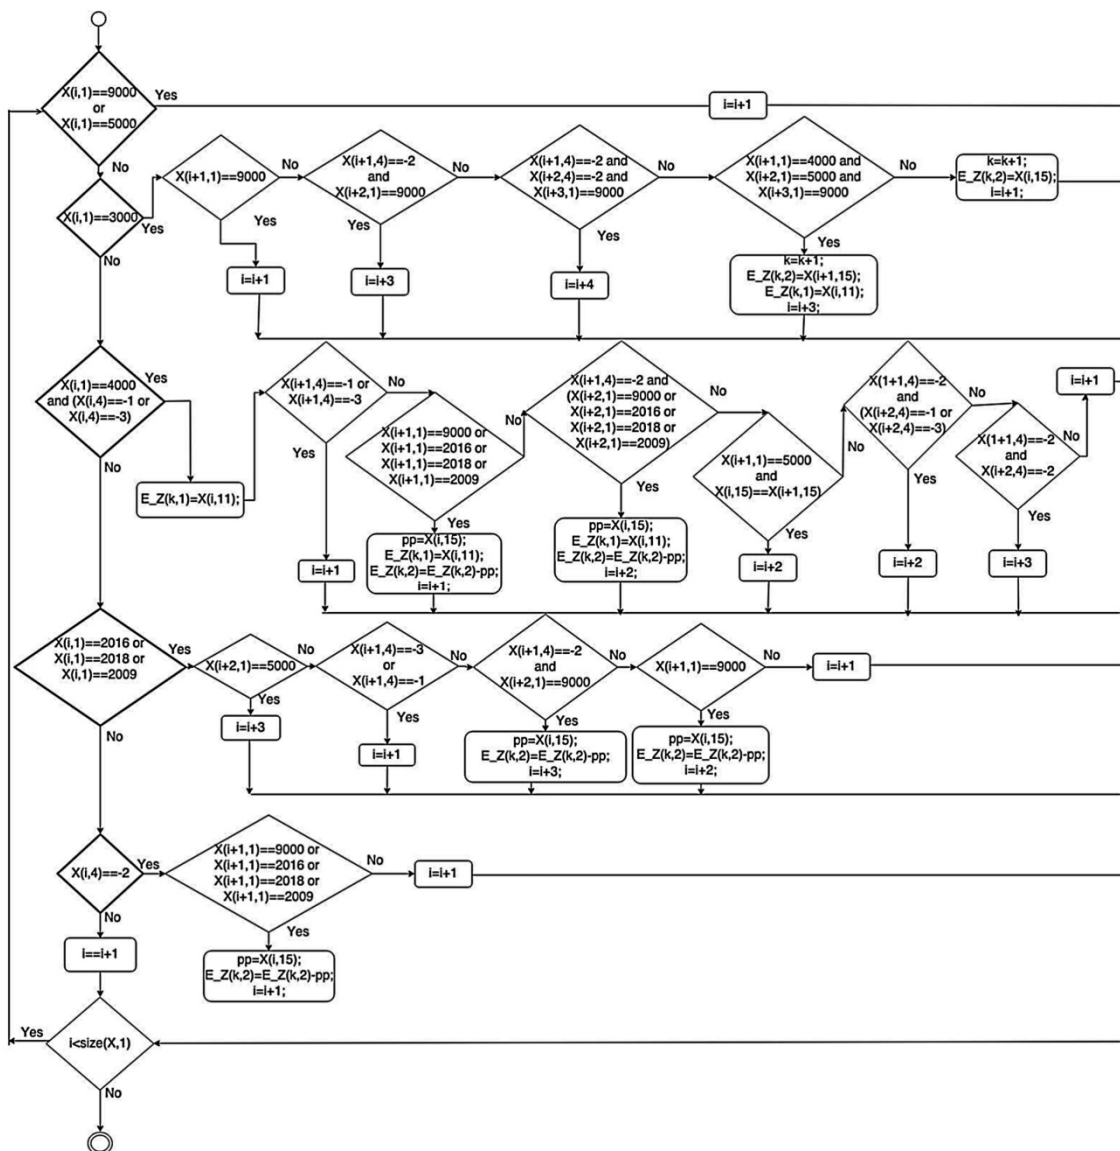 X(i,1)==9000
or
X(i,1)==5000
Yes
i=i+1
No
X(i,1)==3000
Yes
X(i+1,1)==9000
No
X(i+1,4)==-2
and
X(i+2,1)==9000
No
X(i+1,4)==-2 and
X(i+2,4)==-2 and
X(i+3,1)==9000
No
X(i+1,1)==4000 and
X(i+2,1)==5000 and
X(i+3,1)==9000
No
k=k+1;
E_Z(k,2)=X(i,15);
i=i+1;
Yes
i=i+1
Yes
i=i+3
Yes
i=i+4
Yes
k=k+1;
E_Z(k,2)=X(i+1,15);
E_Z(k,1)=X(i,11);
i=i+3;
No
X(i,1)==4000
and (X(i,4)==-1 or
X(i,4)==-3)
Yes
E_Z(k,1)=X(i,11);
X(i+1,4)==-1 or
X(i+1,4)==-3
No
X(i+1,1)==9000 or
X(i+1,1)==2016 or
X(i+1,1)==2018 or
X(i+1,1)==2009
No
X(i+1,4)==-2 and
(X(i+2,1)==9000 or
X(i+2,1)==2016 or
X(i+2,1)==2018 or
X(i+2,1)==2009)
No
X(i+1,1)==5000
and
X(i,15)==X(i+1,15)
No
X(1+1,4)==-2
and
(X(i+2,4)==-1 or
X(i+2,4)==-3)
No
X(1+1,4)==-2
and
X(i+2,4)==-2
No
i=i+1
Yes
i=i+1
Yes
pp=X(i,15);
E_Z(k,1)=X(i,11);
E_Z(k,2)=E_Z(k,2)-pp;
i=i+1;
Yes
pp=X(i,15);
E_Z(k,1)=X(i,11);
E_Z(k,2)=E_Z(k,2)-pp;
i=i+2;
Yes
i=i+2
Yes
i=i+2
Yes
i=i+3
No
X(i,1)==2016 or
X(i,1)==2018 or
X(i,1)==2009
Yes
X(i+2,1)==5000
No
X(i+1,4)==-3
or
X(i+1,4)==-1
No
X(i+1,4)==-2
and
X(i+2,1)==9000
No
X(i+1,1)==9000
No
i=i+1
Yes
i=i+3
Yes
i=i+1
Yes
pp=X(i,15);
E_Z(k,2)=E_Z(k,2)-pp;
i=i+3;
Yes
pp=X(i,15);
E_Z(k,2)=E_Z(k,2)-pp;
i=i+2;
No
X(i,4)==-2
Yes
X(i+1,1)==9000 or
X(i+1,1)==2016 or
X(i+1,1)==2018 or
X(i+1,1)==2009
No
i=i+1
Yes
pp=X(i,15);
E_Z(k,2)=E_Z(k,2)-pp;
i=i+1;
No
i==i+1
i<size(X,1)
Yes
No